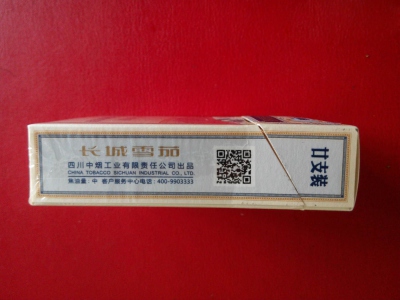 长城雪茄
四川中烟工业有限责任公司出品
CHINA TOBACCO SICHUAN INDUSTRIAL CO., LTD.
焦油量：中 客户服务中心电话：400-9903333
廿支装